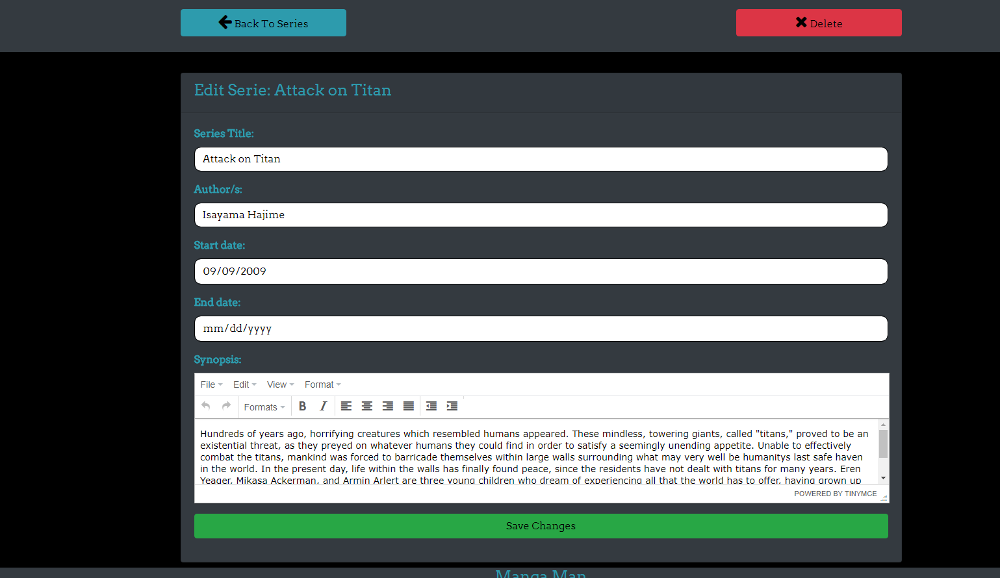 Back To Series
Delete
Edit Serie: Attack on Titan
Series Title:
Attack on Titan
Author/s:
Isayama Hajime
Start date:
09/09/2009
End date:
mm/dd/yyyy
Synopsis:
File Edit View Format
Formats B I
Hundreds of years ago, horrifying creatures which resembled humans appeared. These mindless, towering giants, called "titans," proved to be an
existential threat, as they preyed on whatever humans they could find in order to satisfy a seemingly unending appetite. Unable to effectively
combat the titans, mankind was forced to barricade themselves within large walls surrounding what may very well be humanitys last safe haven
in the world. In the present day, life within the walls has finally found peace, since the residents have not dealt with titans for many years. Eren
Yeager, Mikasa Ackerman, and Armin Arlert are three young children who dream of experiencing all that the world has to offer, having grown up
POWERED BY TINYMCE
Save Changes
Manga Man